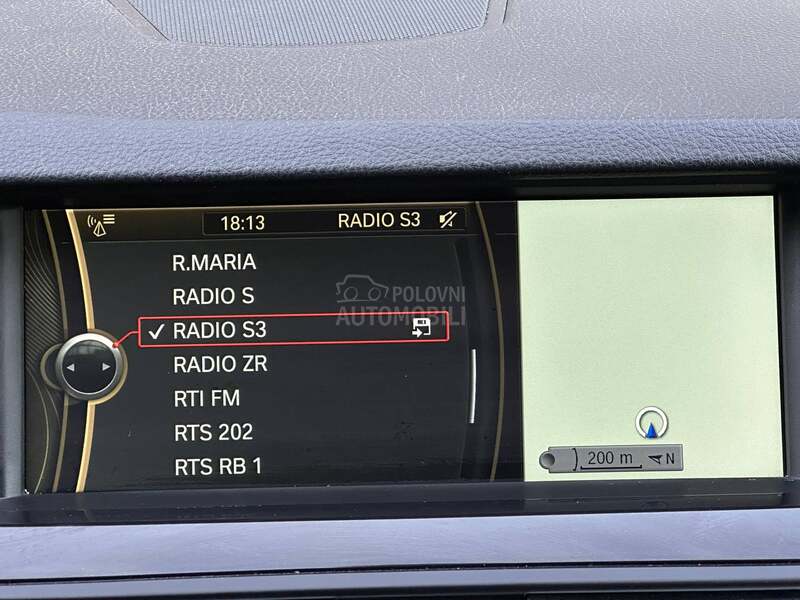 18:13 RADIO S3
R.MARIA
RADIO S
POLOVNI
AUTOMOBILI
RADIO S3
RADIO ZR
RTI FM
RTS 202
RTS RB 1
200 m N